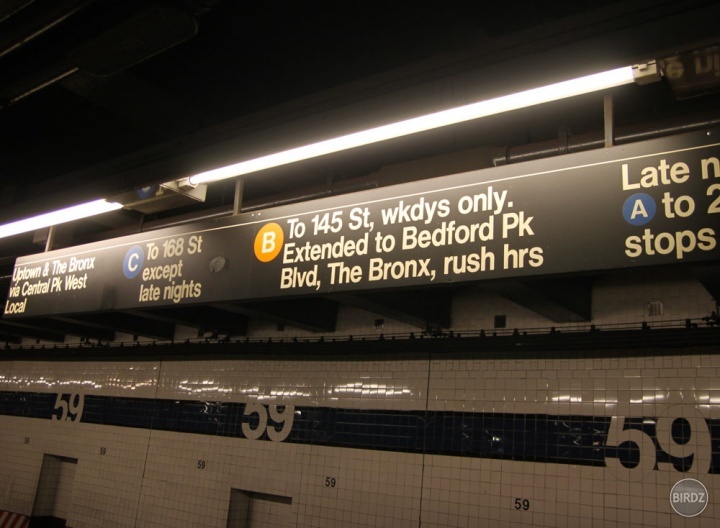 Uptown & The Bronx
via Central Pk West
Local
C
To 168 St
except
late nights
B
To 145 St, wkdys only.
Extended to Bedford Pk
Blvd, The Bronx, rush hrs
Late n
A to 2
stops
59
59
59
59
59
59
59
59
BIRDZ